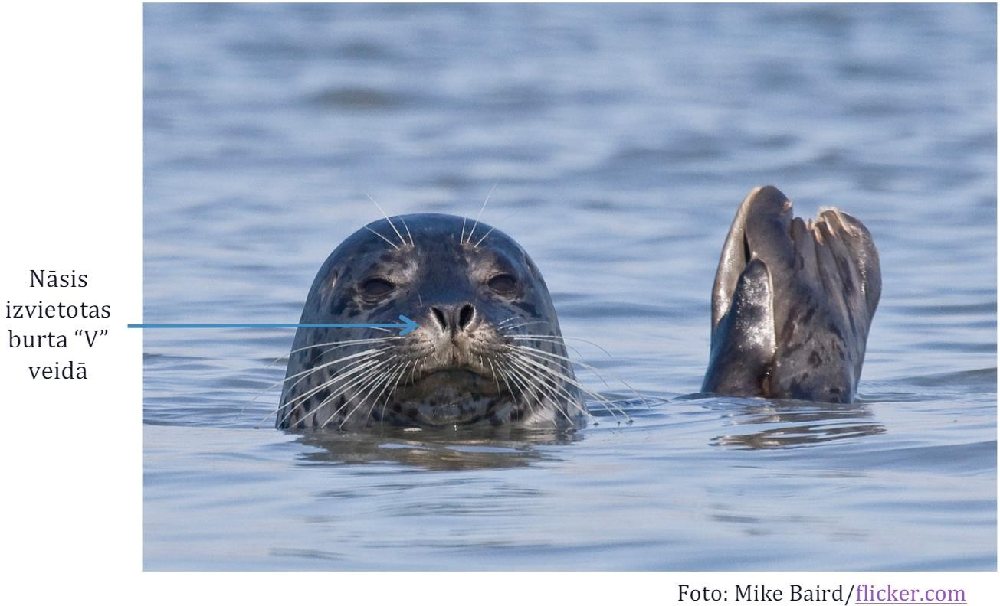 Nāsis
izvietotas
burta “V”
veidā
Foto: Mike Baird/flicker.com